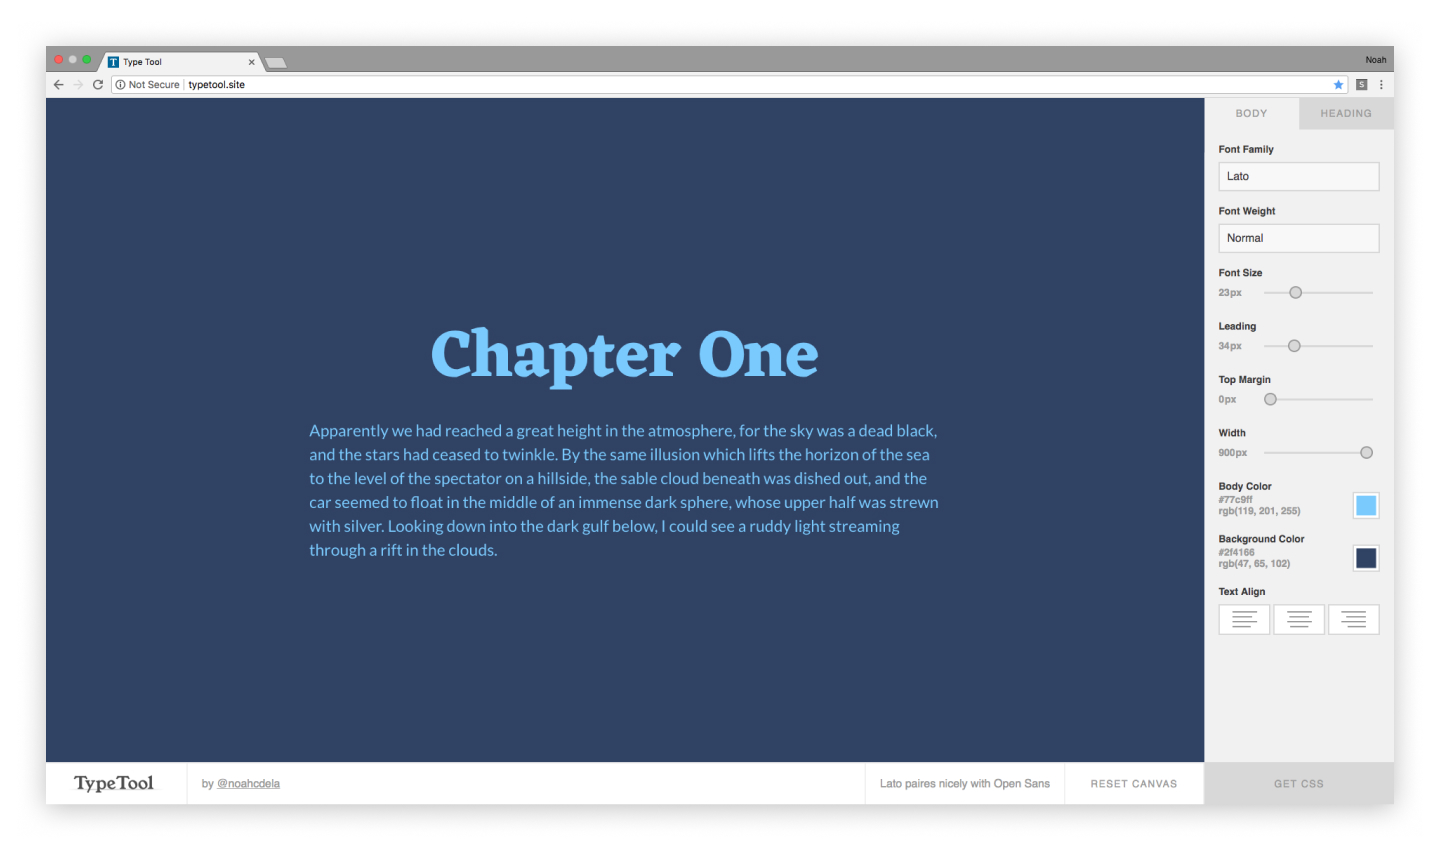 Type Tool
Noah
Not Secure | typetool.site
S
BODY
HEADING
Font Family
Lato
Font Weight
Normal
Font Size
23px
Leading
34px
Top Margin
0px
Width
900px
Body Color
#77c9ff
rgb(119, 201, 255)
Background Color
#2f4166
rgb(47, 65, 102)
Text Align
Chapter One
Apparently we had reached a great height in the atmosphere, for the sky was a dead black,
and the stars had ceased to twinkle. By the same illusion which lifts the horizon of the sea
to the level of the spectator on a hillside, the sable cloud beneath was dished out, and the
car seemed to float in the middle of an immense dark sphere, whose upper half was strewn
with silver. Looking down into the dark gulf below, I could see a ruddy light streaming
through a rift in the clouds.
TypeTool
by @noahcdela
Lato paires nicely with Open Sans
RESET CANVAS
GET CSS